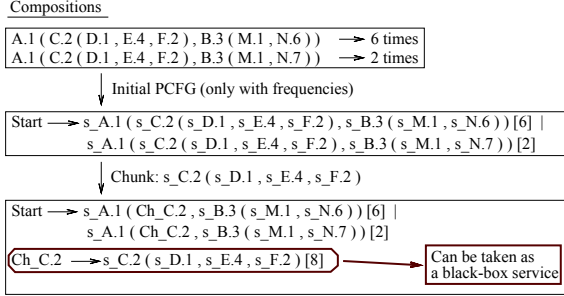 Compositions
A.1 ( C.2 ( D.1 , E.4 , F.2 ) , B.3 ( M.1 , N.6 ) ) → 6 times
A.1 ( C.2 ( D.1 , E.4 , F.2 ) , B.3 ( M.1 , N.7 ) ) → 2 times
Initial PCFG (only with frequencies)
Start → s_A.1 ( s_C.2 ( s_D.1 , s_E.4 , s_F.2 ) , s_B.3 ( s_M.1 , s_N.6 ) ) [6] |
s_A.1 ( s_C.2 ( s_D.1 , s_E.4 , s_F.2 ) , s_B.3 ( s_M.1 , s_N.7 ) ) [2]
Chunk: s_C.2 ( s_D.1 , s_E.4 , s_F.2 )
Start → s_A.1 ( Ch_C.2 , s_B.3 ( s_M.1 , s_N.6 ) ) [6] |
s_A.1 ( Ch_C.2 , s_B.3 ( s_M.1 , s_N.7 ) ) [2]
Ch_C.2 → s_C.2 ( s_D.1 , s_E.4 , s_F.2 ) [8]
Can be taken as
a black-box service